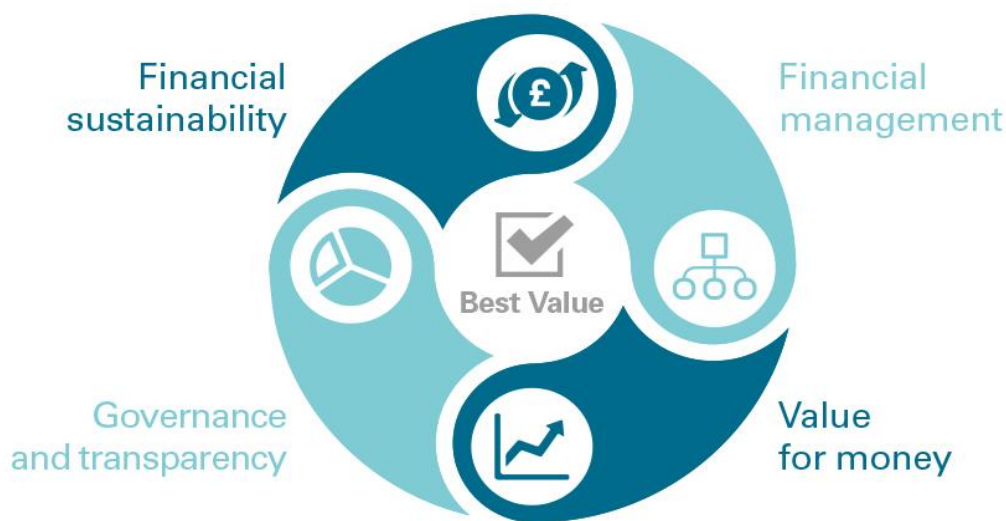 Financial
sustainability
Financial
management
£
Best Value
Governance
and transparency
Value
for money